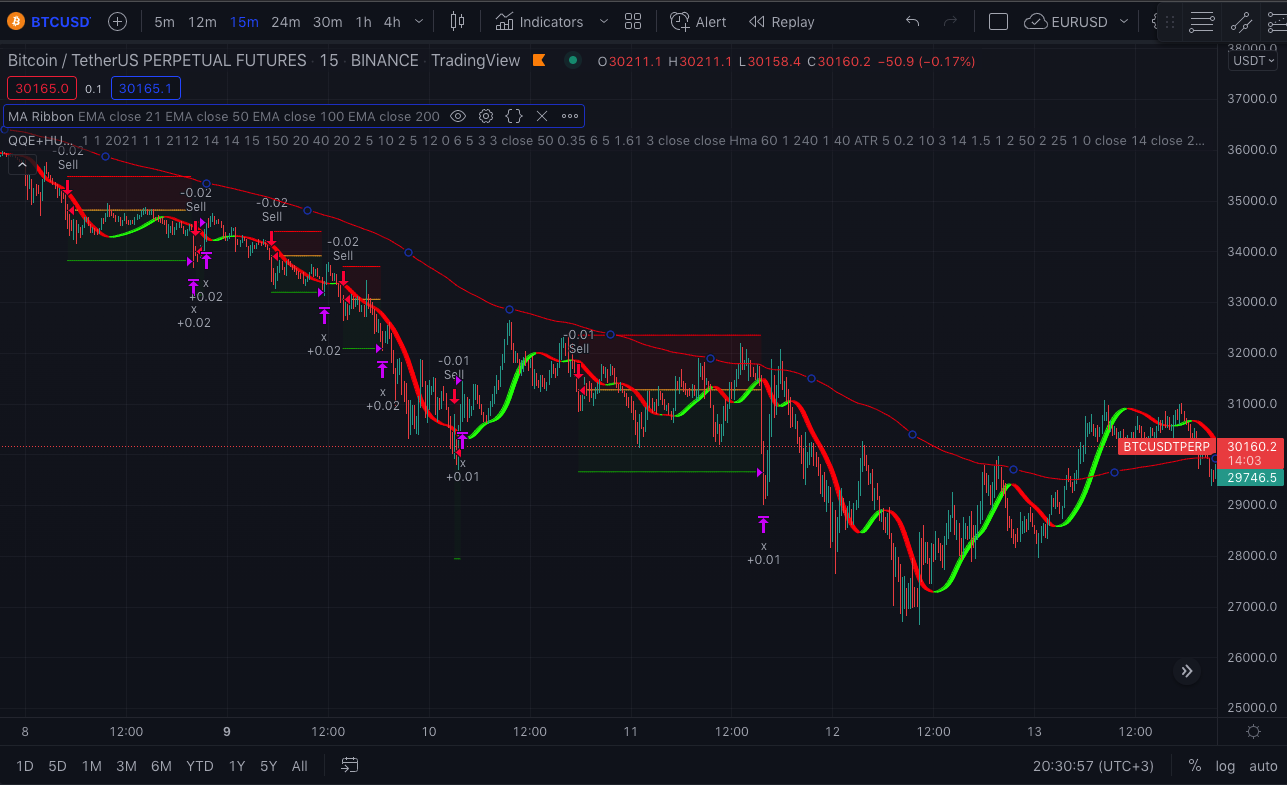 BTCUSD 5m 12m 15m 24m 30m 1h 4h Indicators Alert Replay EURUSD
Bitcoin / TetherUS PERPETUAL FUTURES · 15 · BINANCE · TradingView O30211.1 H30211.1 L30158.4 C30160.2 −50.9 (−0.17%)
30165.0 0.1 30165.1
MA Ribbon EMA close 21 EMA close 50 EMA close 100 EMA close 200
QQE+HU... 1 1 2021 1 1 2112 14 14 15 150 20 40 20 2 5 10 2 5 12 0 6 5 3 3 close 50 0.35 6 5 1.61 3 close close Hma 60 1 240 1 40 ATR 5 0.2 10 3 14 1.5 1 2 50 2 25 1 0 close 14 close 2...
-0.02
Sell
-0.02
Sell
-0.02
Sell
-0.02
Sell
x
+0.02
x
+0.02
x
+0.02
x
+0.02
-0.01
Sell
x
+0.01
-0.01
Sell
x
+0.01
38000.0
USDT
37000.0
36000.0
35000.0
34000.0
33000.0
32000.0
31000.0
BTCUSDTPERP 30160.2
14:03
29746.5
29000.0
28000.0
27000.0
26000.0
25000.0
8 12:00 9 12:00 10 12:00 11 12:00 12 12:00 13 12:00
1D 5D 1M 3M 6M YTD 1Y 5Y All 20:30:57 (UTC+3) % log auto